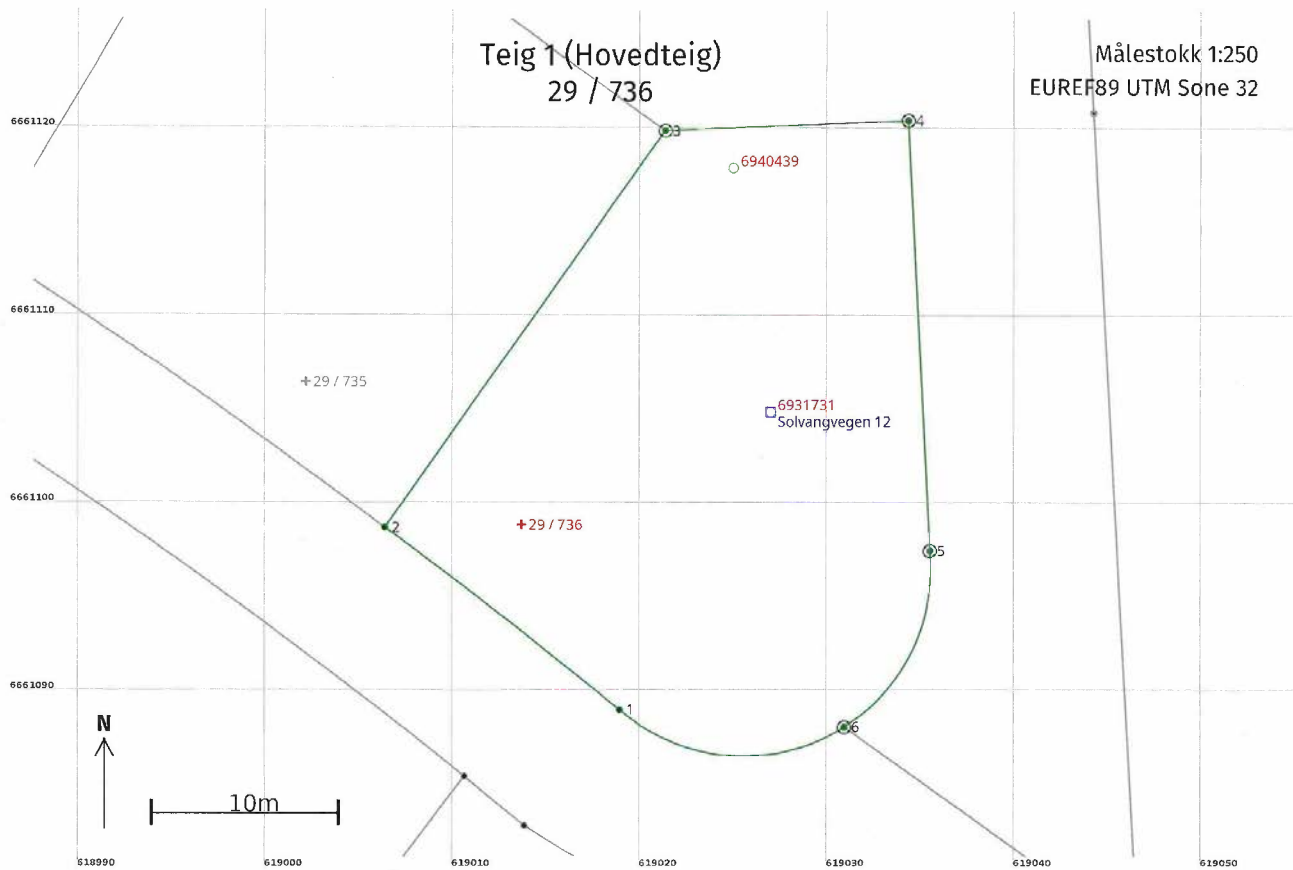 Teig 1 (Hovedteig)
29 / 736
Målestokk 1:250
EUREF89 UTM Sone 32
6661120
3
4
6940439
6661110
29 / 735
6931731
Solvangvegen 12
6661100
2
29 / 736
5
6661090
1
6
N
10m
618990
619000
619010
619020
619030
619040
619050